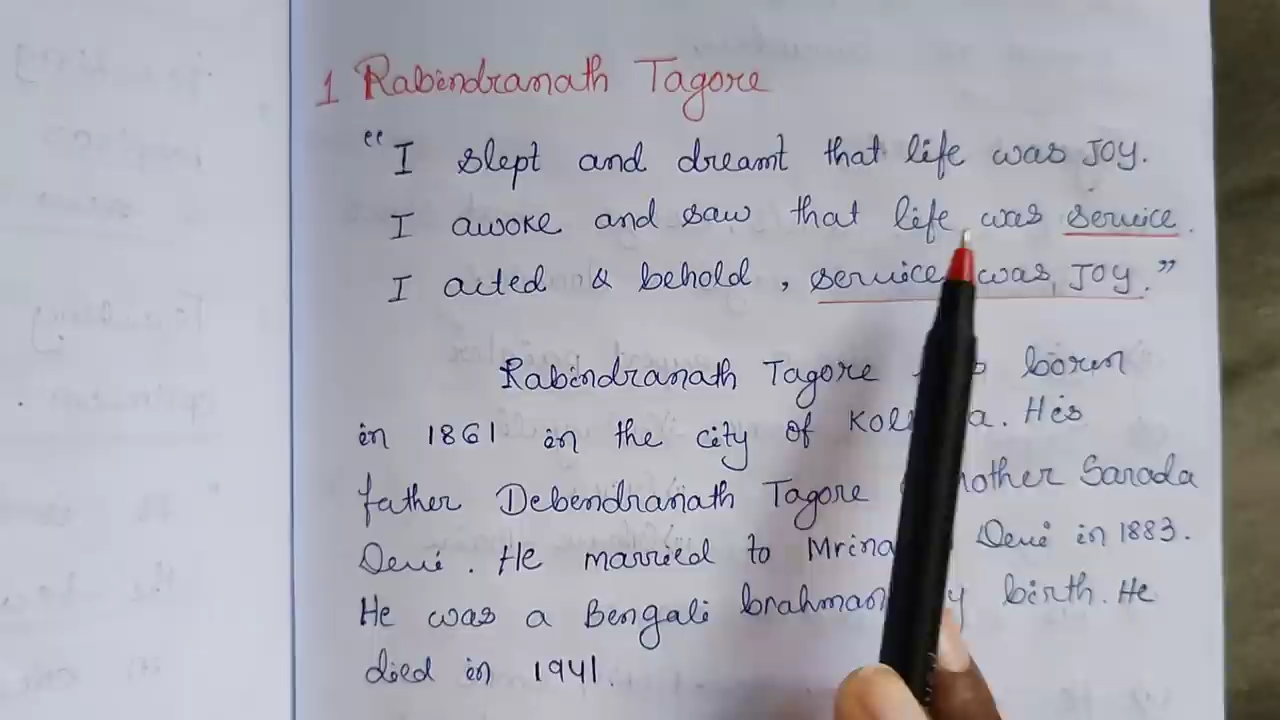 1 Rabindranath Tagore
"I slept and dreamt that life was JOY.
I awoke and saw that life was service.
I acted & behold, service was JOY."
Rabindranath Tagore born
in 1861 in the city of His
father Debendranath Tagore Sarada
Devi. He married to Devi in 1883.
He was a Bengali brahman by birth. He
died in 1941.